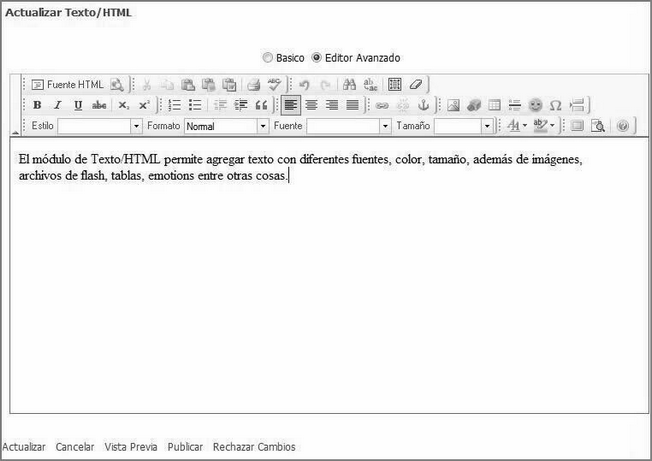 Actualizar Texto/HTML
Basico Editor Avanzado
Fuente HTML
B I U abc x₂ x²
Estilo Formato Normal Fuente Tamaño
El módulo de Texto/HTML permite agregar texto con diferentes fuentes, color, tamaño, además de imágenes,
archivos de flash, tablas, emotions entre otras cosas.
Actualizar Cancelar Vista Previa Publicar Rechazar Cambios